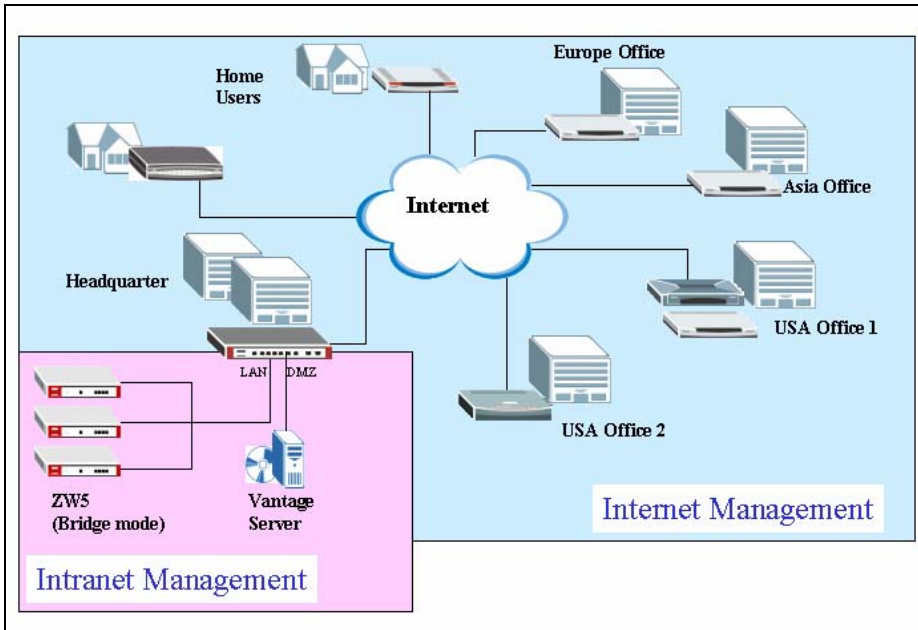 Home
Users
Europe Office
Asia Office
Internet
Headquarter
USA Office 1
LAN
DMZ
USA Office 2
ZW5
(Bridge mode)
Vantage
Server
Internet Management
Intranet Management